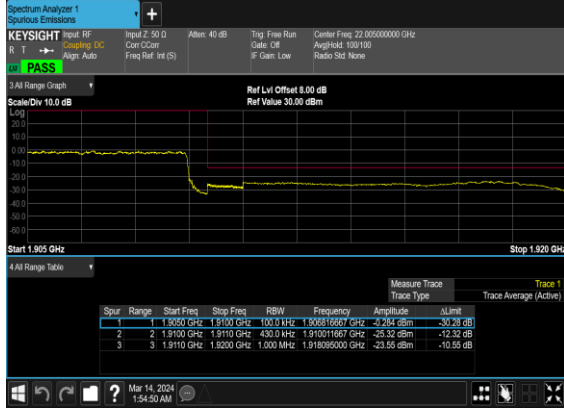 Spectrum Analyzer 1
Spurious Emissions
+
KEYSIGHT
R T
PASS
Input: RF
Coupling: DC
Align: Auto
Input Z: 50 Ω
Corr CCorr
Freq Ref: Int (S)
Atten: 40 dB
Trig: Free Run
Gate: Off
IF Gain: Low
Center Freq: 22.005000000 GHz
Avg|Hold: 100/100
Radio Std: None
3 All Range Graph
Ref Lvl Offset 8.00 dB
Scale/Div 10.0 dB
Ref Value 30.00 dBm
Log
20.0
10.0
0.00
-10.0
-20.0
-30.0
-40.0
-50.0
-60.0
Start 1.905 GHz
Stop 1.920 GHz
4 All Range Table
Measure Trace Trace 1
Trace Type Trace Average (Active)
Spur Range Start Freq Stop Freq RBW Frequency Amplitude ΔLimit
1 1 1.9050 GHz 1.9100 GHz 100.0 kHz 1.906816667 GHz -0.284 dBm -30.28 dB
2 2 1.9100 GHz 1.9110 GHz 430.0 kHz 1.910011667 GHz -25.32 dBm -12.32 dB
3 3 1.9110 GHz 1.9200 GHz 1.000 MHz 1.918095000 GHz -23.55 dBm -10.55 dB
?
Mar 14, 2024
1:54:50 AM